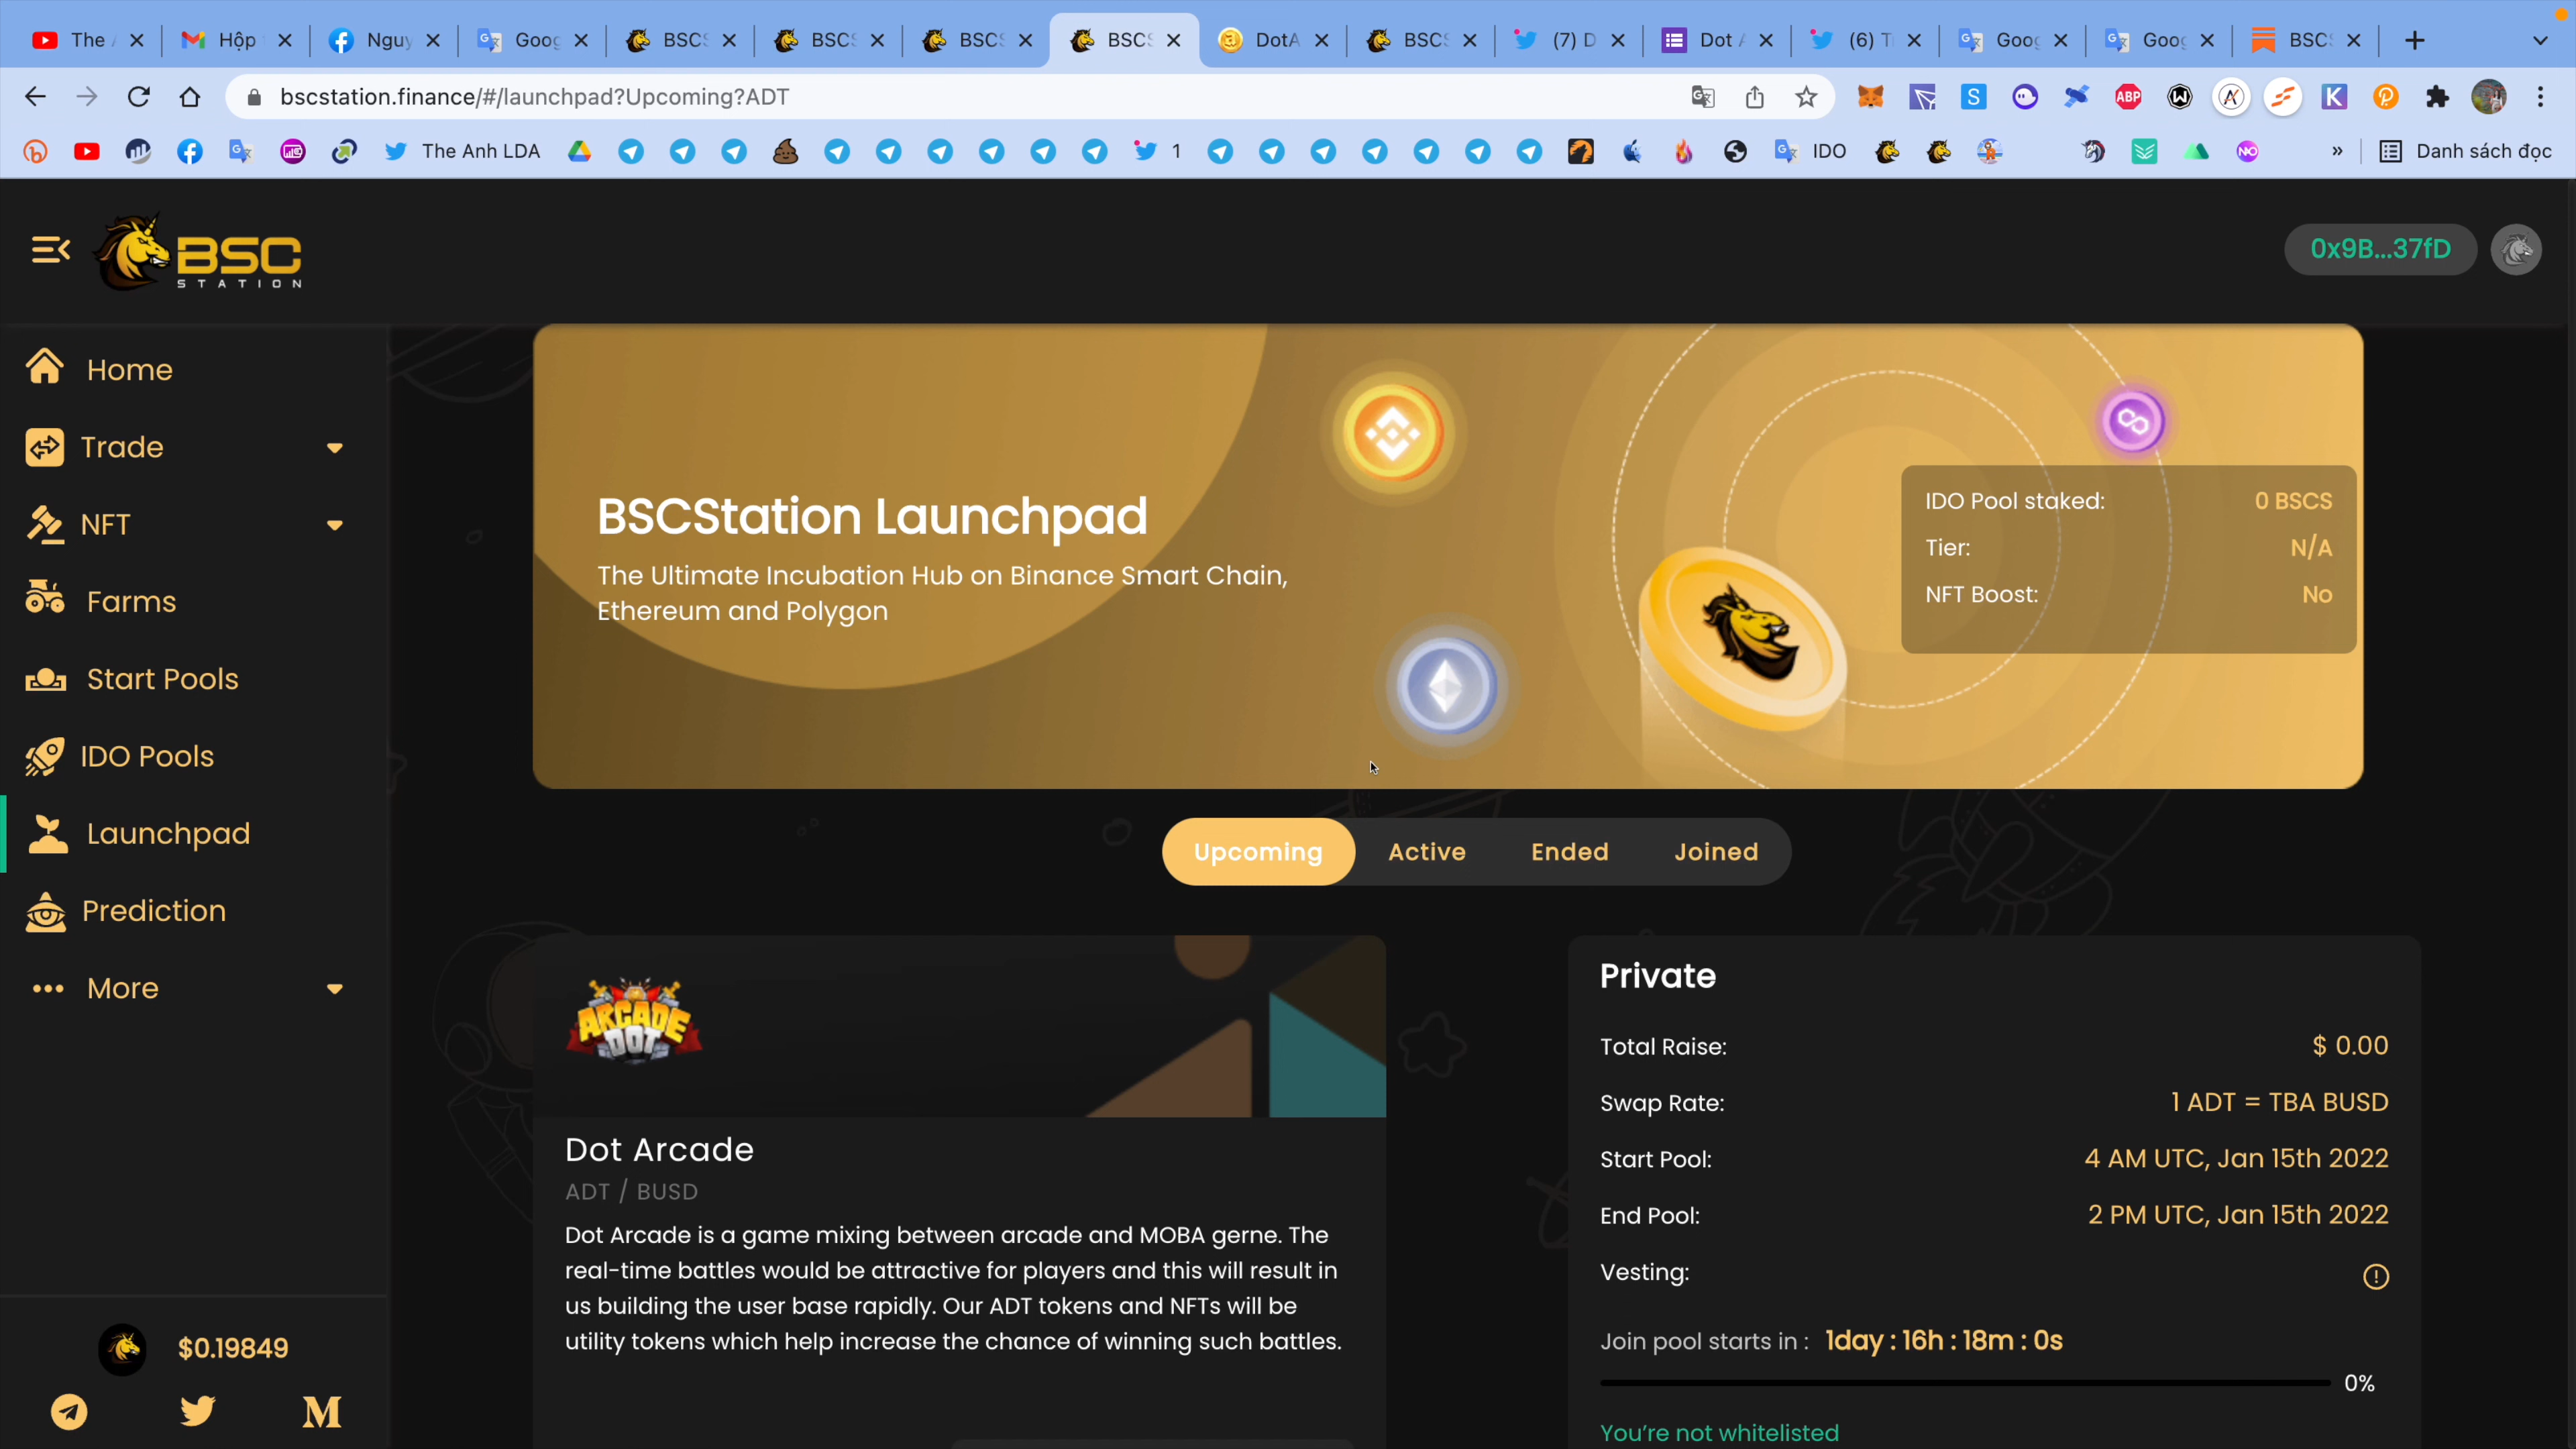 The
Hộp
Nguy
Goog
BSCS
BSCS
BSCS
BSCS
DotA
BSCS
(7) D
Dot A
(6) T
Goog
Goog
BSCS
bscstation.finance/#/launchpad?Upcoming?ADT
The Anh LDA
1
IDO
Danh sách đọc
BSC
STATION
0x9B...37fD
Home
Trade
NFT
Farms
Start Pools
IDO Pools
Launchpad
Prediction
More
$0.19849
BSCStation Launchpad
The Ultimate Incubation Hub on Binance Smart Chain,
Ethereum and Polygon
IDO Pool staked: 0 BSCS
Tier: N/A
NFT Boost: No
Upcoming Active Ended Joined
ARCADE
DOT
Dot Arcade
ADT / BUSD
Dot Arcade is a game mixing between arcade and MOBA gerne. The
real-time battles would be attractive for players and this will result in
us building the user base rapidly. Our ADT tokens and NFTs will be
utility tokens which help increase the chance of winning such battles.
Private
Total Raise: $ 0.00
Swap Rate: 1 ADT = TBA BUSD
Start Pool: 4 AM UTC, Jan 15th 2022
End Pool: 2 PM UTC, Jan 15th 2022
Vesting:
Join pool starts in : 1day : 16h : 18m : 0s
0%
You're not whitelisted